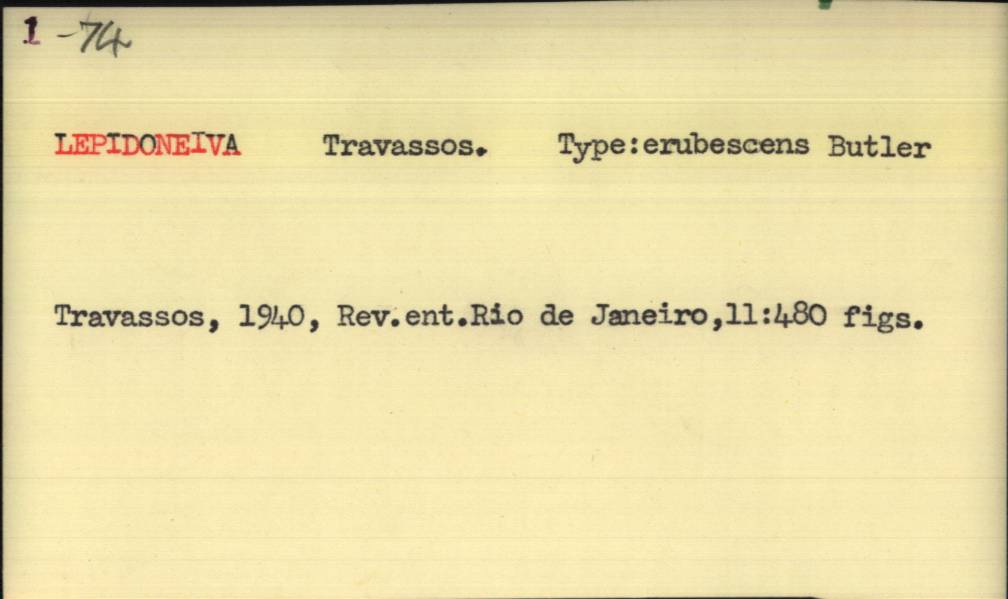 1 -74
LEPIDONEIVA Travassos. Type:erubescens Butler
Travassos, 1940, Rev.ent.Rio de Janeiro,11:480 figs.